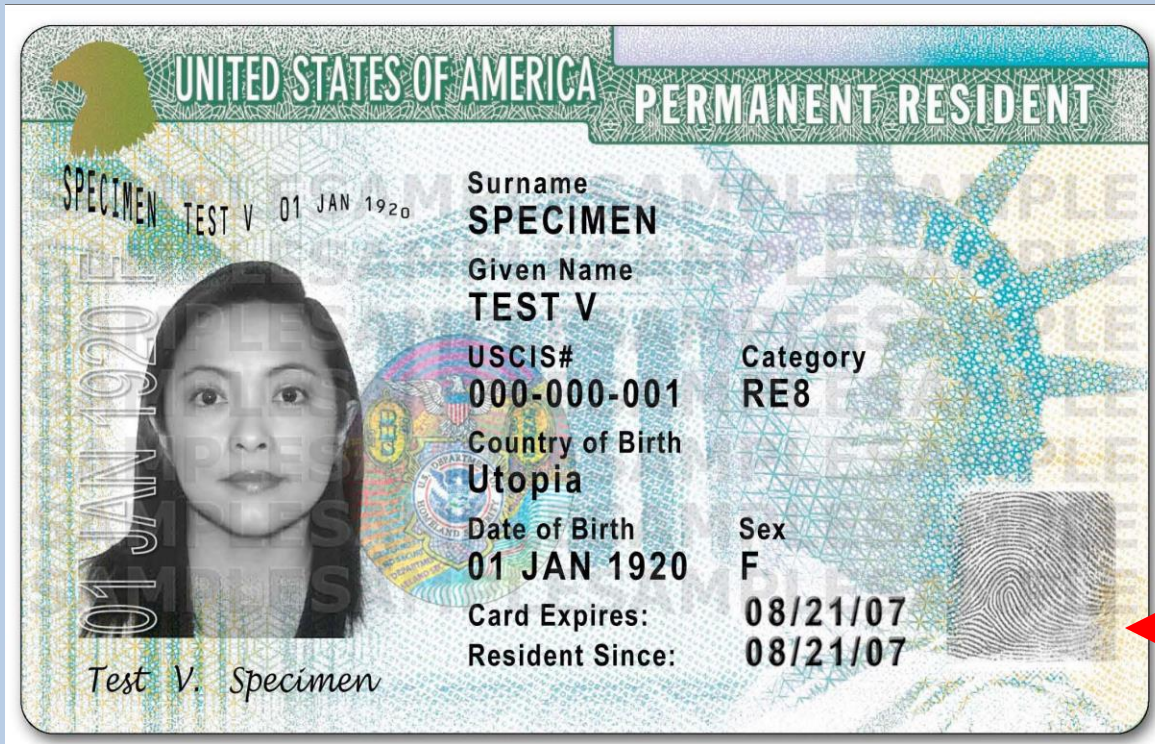 UNITED STATES OF AMERICA
PERMANENT RESIDENT
SPECIMEN TEST V 01 JAN 1920
Surname
SPECIMEN
Given Name
TEST V
USCIS# Category
000-000-001 RE8
Country of Birth
Utopia
Date of Birth Sex
01 JAN 1920 F
Card Expires: 08/21/07
Resident Since: 08/21/07
01 JAN 1920 F
Test V. Specimen